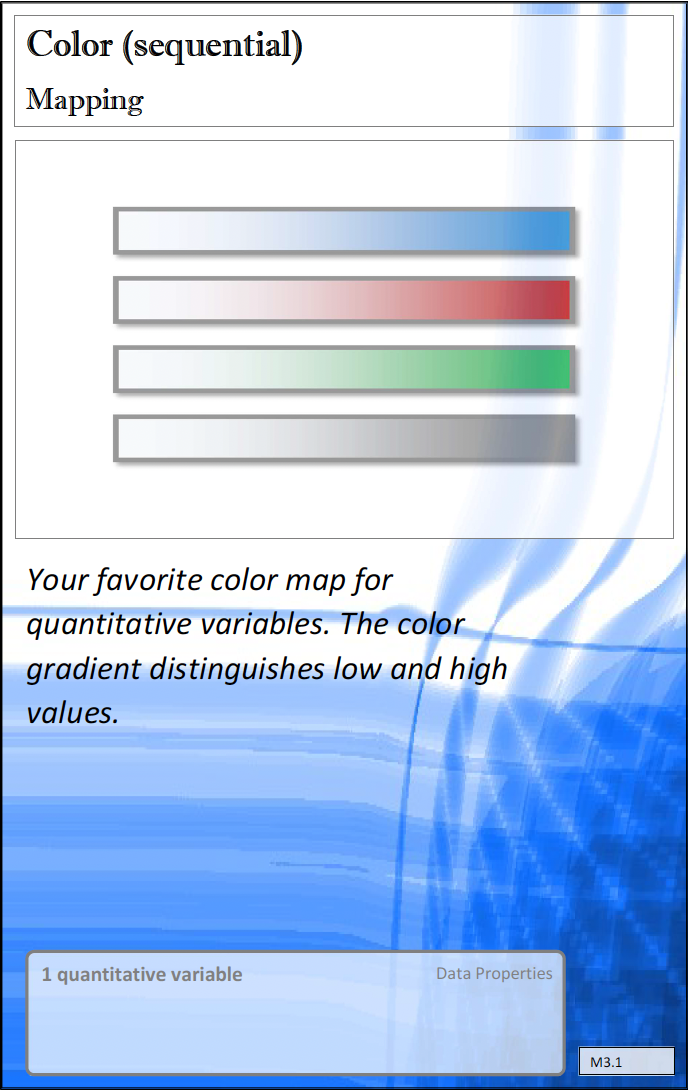 Color (sequential)
Mapping
Your favorite color map for
quantitative variables. The color
gradient distinguishes low and high
values.
1 quantitative variable
Data Properties
M3.1